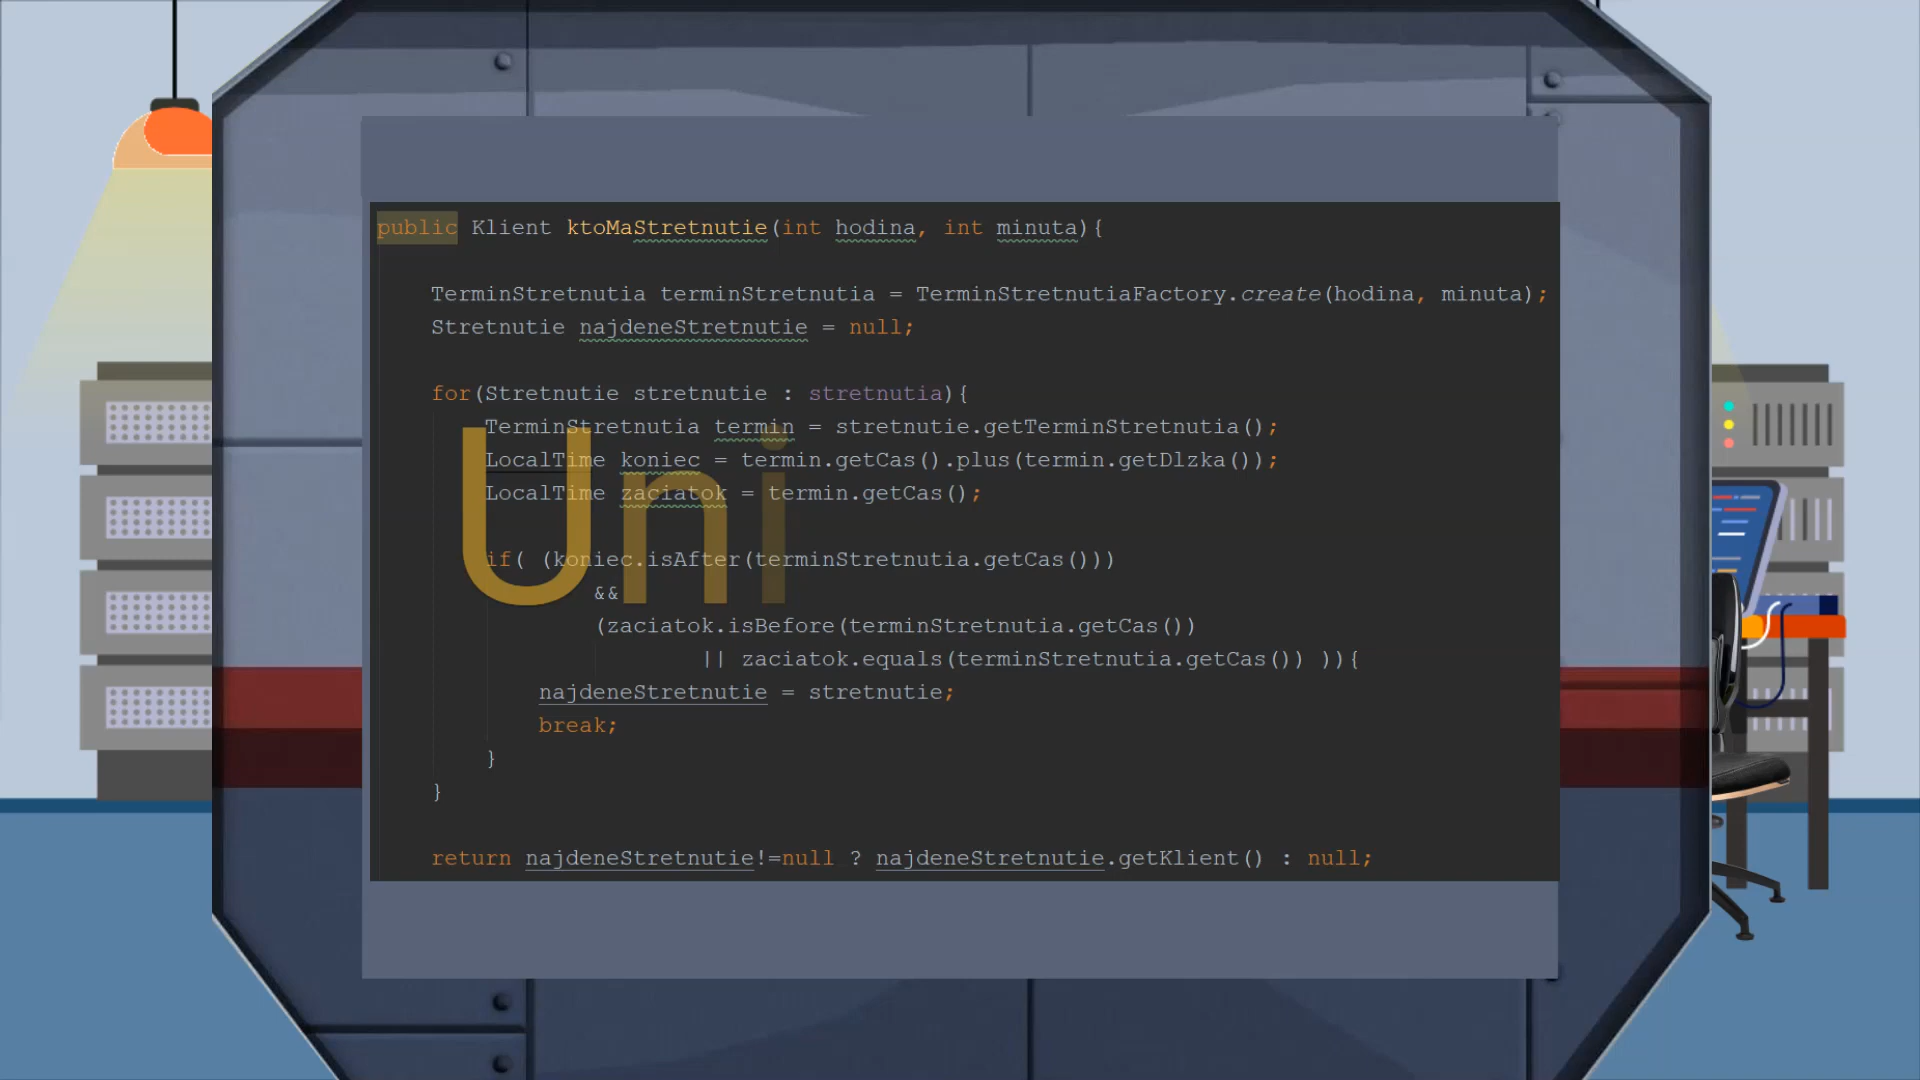 public Klient ktoMaStretnutie(int hodina, int minuta){
TerminStretnutia terminStretnutia = TerminStretnutiaFactory.create(hodina, minuta);
Stretnutie najdeneStretnutie = null;
for(Stretnutie stretnutie : stretnutia){
TerminStretnutia termin = stretnutie.getTerminStretnutia();
LocalTime koniec = termin.getCas().plus(termin.getDlzka());
LocalTime zaciatok = termin.getCas();
Uni
if( (koniec.isAfter(terminStretnutia.getCas()))
&&
(zaciatok.isBefore(terminStretnutia.getCas())
|| zaciatok.equals(terminStretnutia.getCas()) )){
najdeneStretnutie = stretnutie;
break;
}
}
return najdeneStretnutie!=null ? najdeneStretnutie.getKlient() : null;